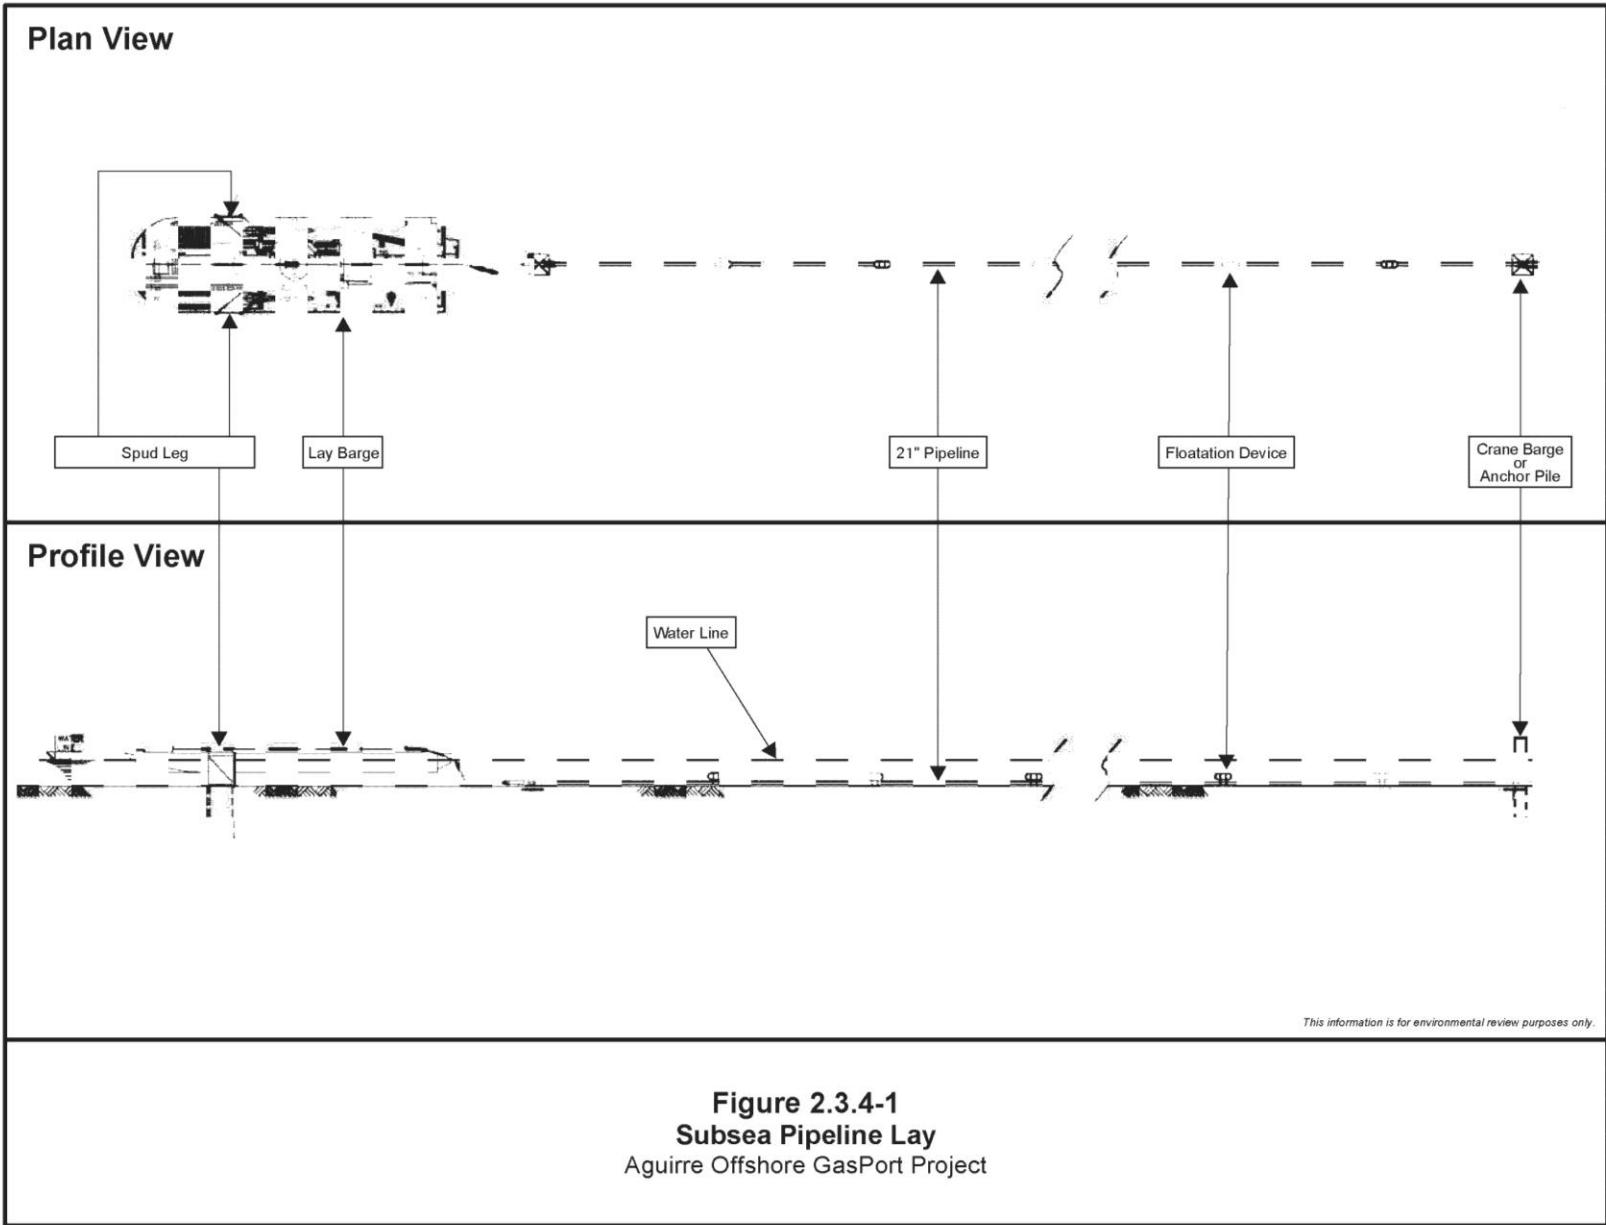 Plan View
Spud Leg
Lay Barge
21" Pipeline
Floatation Device
Crane Barge
or
Anchor Pile
Profile View
Water Line
This information is for environmental review purposes only.
Figure 2.3.4-1
Subsea Pipeline Lay
Aguirre Offshore GasPort Project